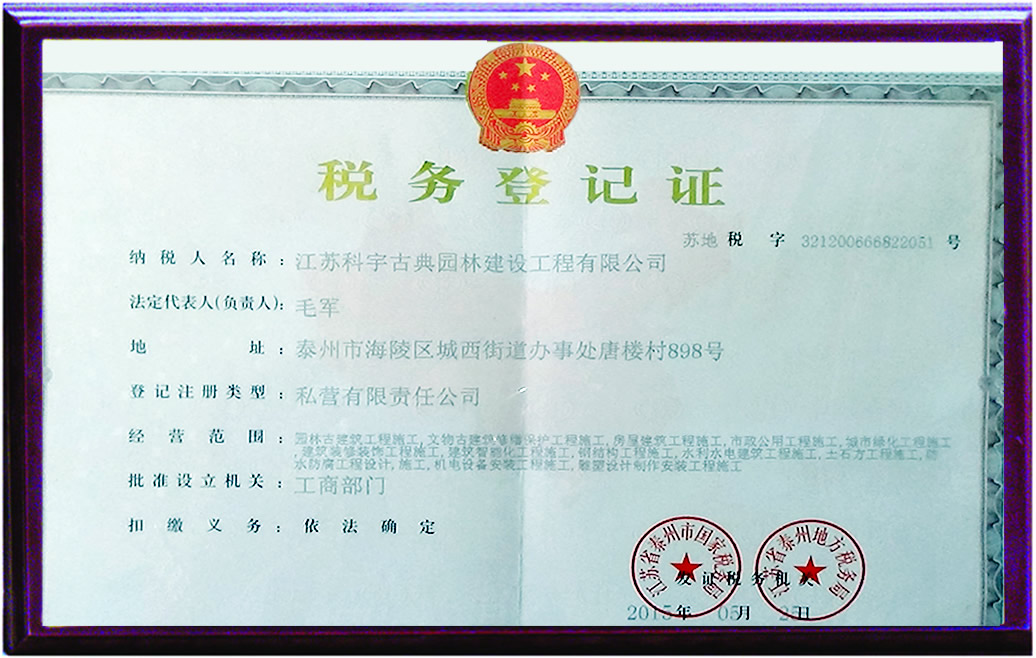 税务登记证
苏地 税 字 321200666822051 号
纳税人名称：江苏科宇古典园林建设工程有限公司
法定代表人(负责人)：毛军
地 址：泰州市海陵区城西街道办事处唐楼村898号
登记注册类型：私营有限责任公司
经营范围：园林古建筑工程施工,文物古建筑修缮保护工程施工,房屋建筑工程施工,市政公用工程施工,城市绿化工程施工
,建筑装修装饰工程施工,建筑智能化工程施工,钢结构工程施工,水利水电建筑工程施工,土石方工程施工,防
水防腐工程设计,施工,机电设备安装工程施工,雕塑设计制作安装工程施工
批准设立机关：工商部门
扣缴义务：依法确定
江苏省泰州市国家税务局
江苏省泰州地方税务局
发证税务机关
2015年 05月 日